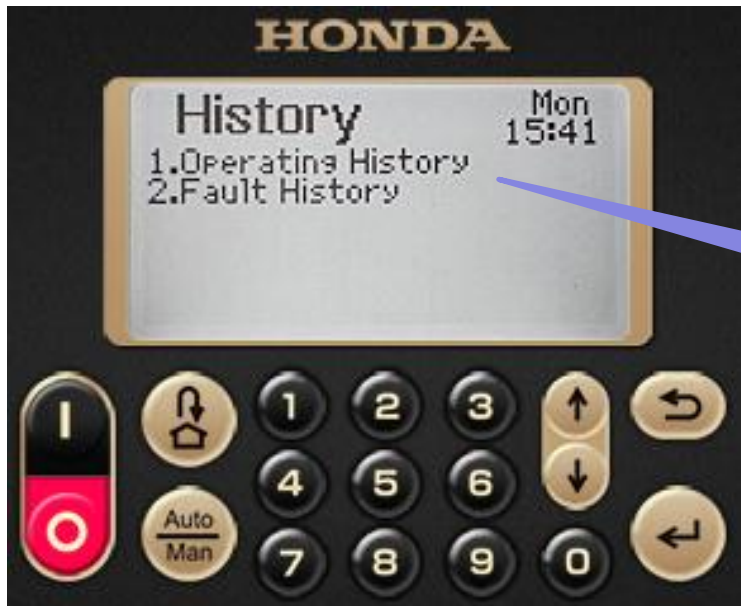 HONDA
History
Mon
15:41
1.Operating History
2.Fault History
I
1 2 3
4 5 6
O
Auto
Man
7 8 9 0